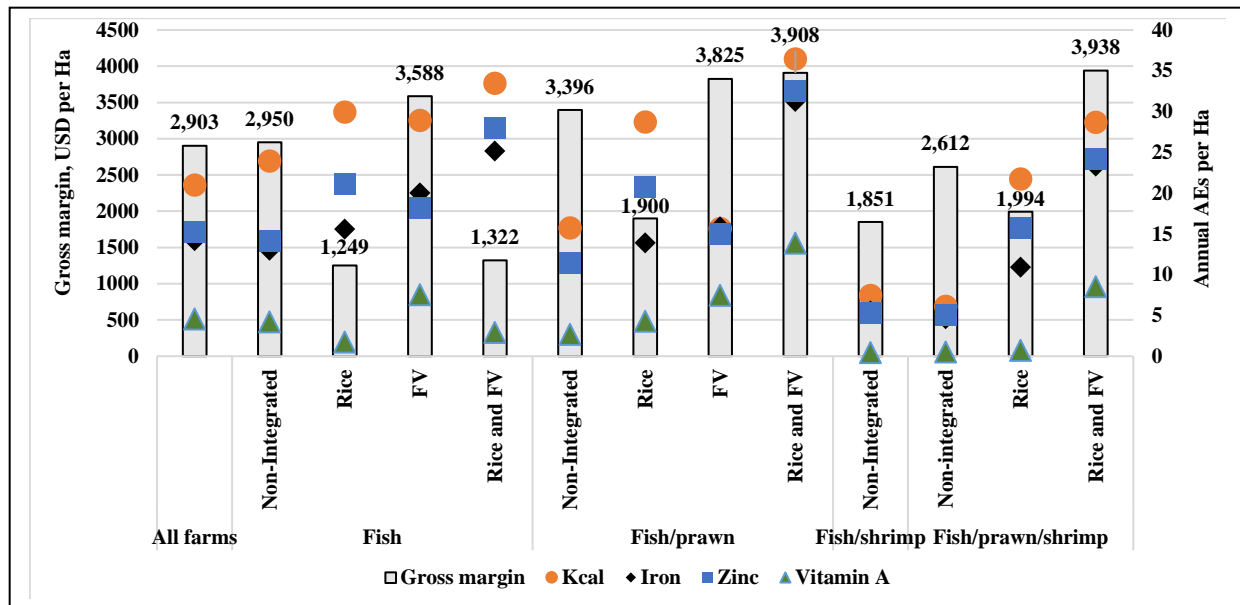 Gross margin, USD per Ha
4500
4000
3500
3000
2500
2000
1500
1000
500
0
2,903
2,950
1,249
3,588
1,322
3,396
1,900
3,825
3,908
1,851
2,612
1,994
3,938
40
35
30
25
20
15
10
5
0
Annual AEs per Ha
Non-Integrated
Rice
FV
Rice and FV
Non-Integrated
Rice
FV
Rice and FV
Non-Integrated
Non-integrated
Rice
Rice and FV
All farms
Fish
Fish/prawn
Fish/shrimp
Fish/prawn/shrimp
Gross margin
Kcal
Iron
Zinc
Vitamin A